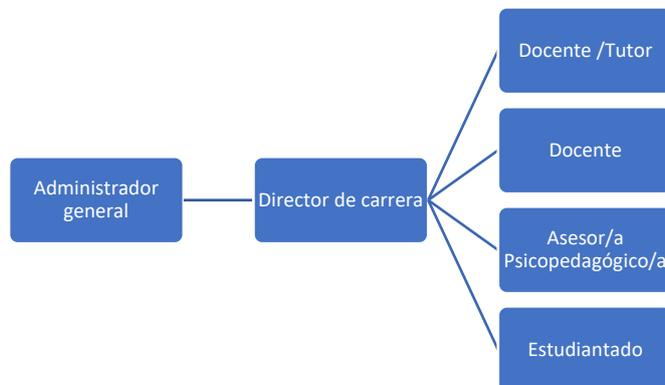 Docente /Tutor
Docente
Administrador
general
Director de carrera
Asesor/a
Psicopedagógico/a
Estudiantado